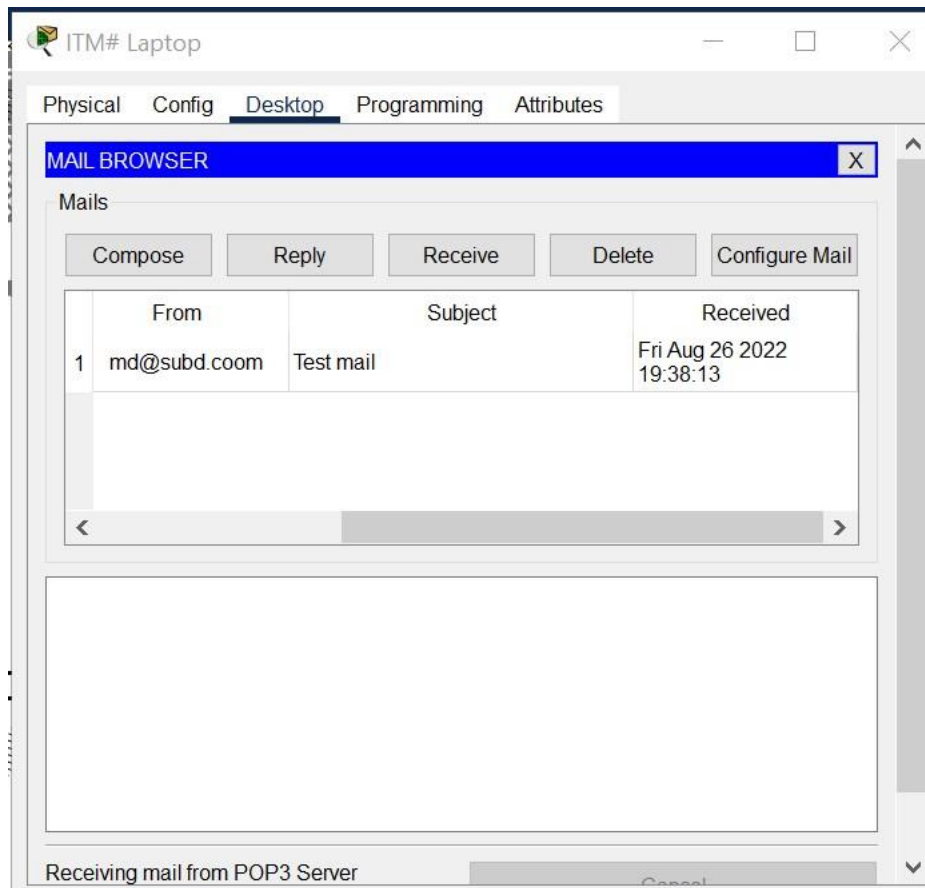 ITM# Laptop
Physical Config Desktop Programming Attributes
MAIL BROWSER X
Mails
Compose Reply Receive Delete Configure Mail
From Subject Received
1 md@subd.coom Test mail Fri Aug 26 2022
19:38:13
Receiving mail from POP3 Server
Cancel